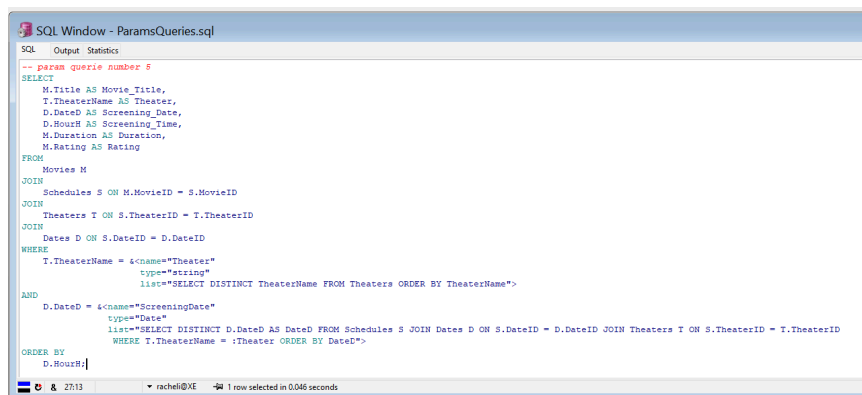 SQL Window - ParamsQueries.sql
SQL Output Statistics
-- param querie number 5
SELECT
M.Title AS Movie_Title,
T.TheaterName AS Theater,
D.DateD AS Screening_Date,
D.HourH AS Screening_Time,
M.Duration AS Duration,
M.Rating AS Rating
FROM
Movies M
JOIN
Schedules S ON M.MovieID = S.MovieID
JOIN
Theaters T ON S.TheaterID = T.TheaterID
JOIN
Dates D ON S.DateID = D.DateID
WHERE
T.TheaterName = &<name="Theater"
type="string"
list="SELECT DISTINCT TheaterName FROM Theaters ORDER BY TheaterName">
AND
D.DateD = &<name="ScreeningDate"
type="Date"
list="SELECT DISTINCT D.DateD AS DateD FROM Schedules S JOIN Dates D ON S.DateID = D.DateID JOIN Theaters T ON S.TheaterID = T.TheaterID
WHERE T.TheaterName = :Theater ORDER BY DateD">
ORDER BY
D.HourH;
& 27:13 racheli@XE 1 row selected in 0.046 seconds